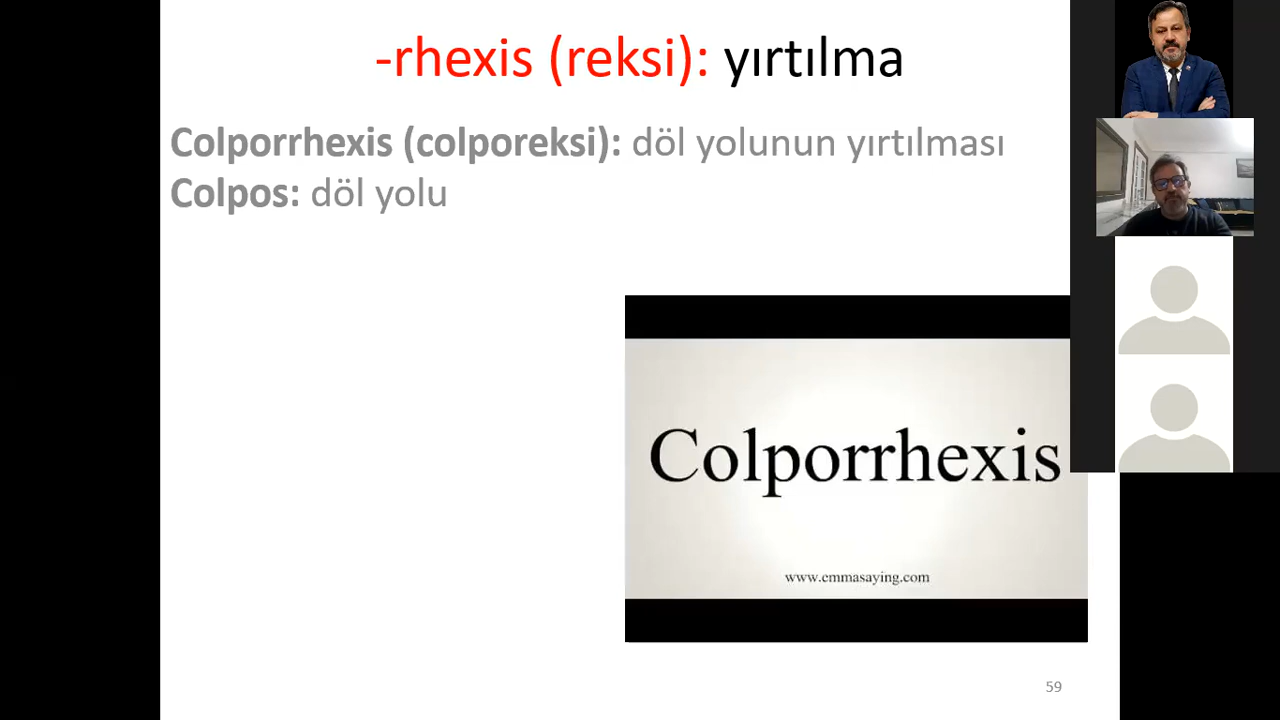 -rhexis (reksi): yırtılma
Colporrhexis (colporeksi): döl yolunun yırtılması
Colpos: döl yolu
Colporrhexis
www.emmasaying.com
59